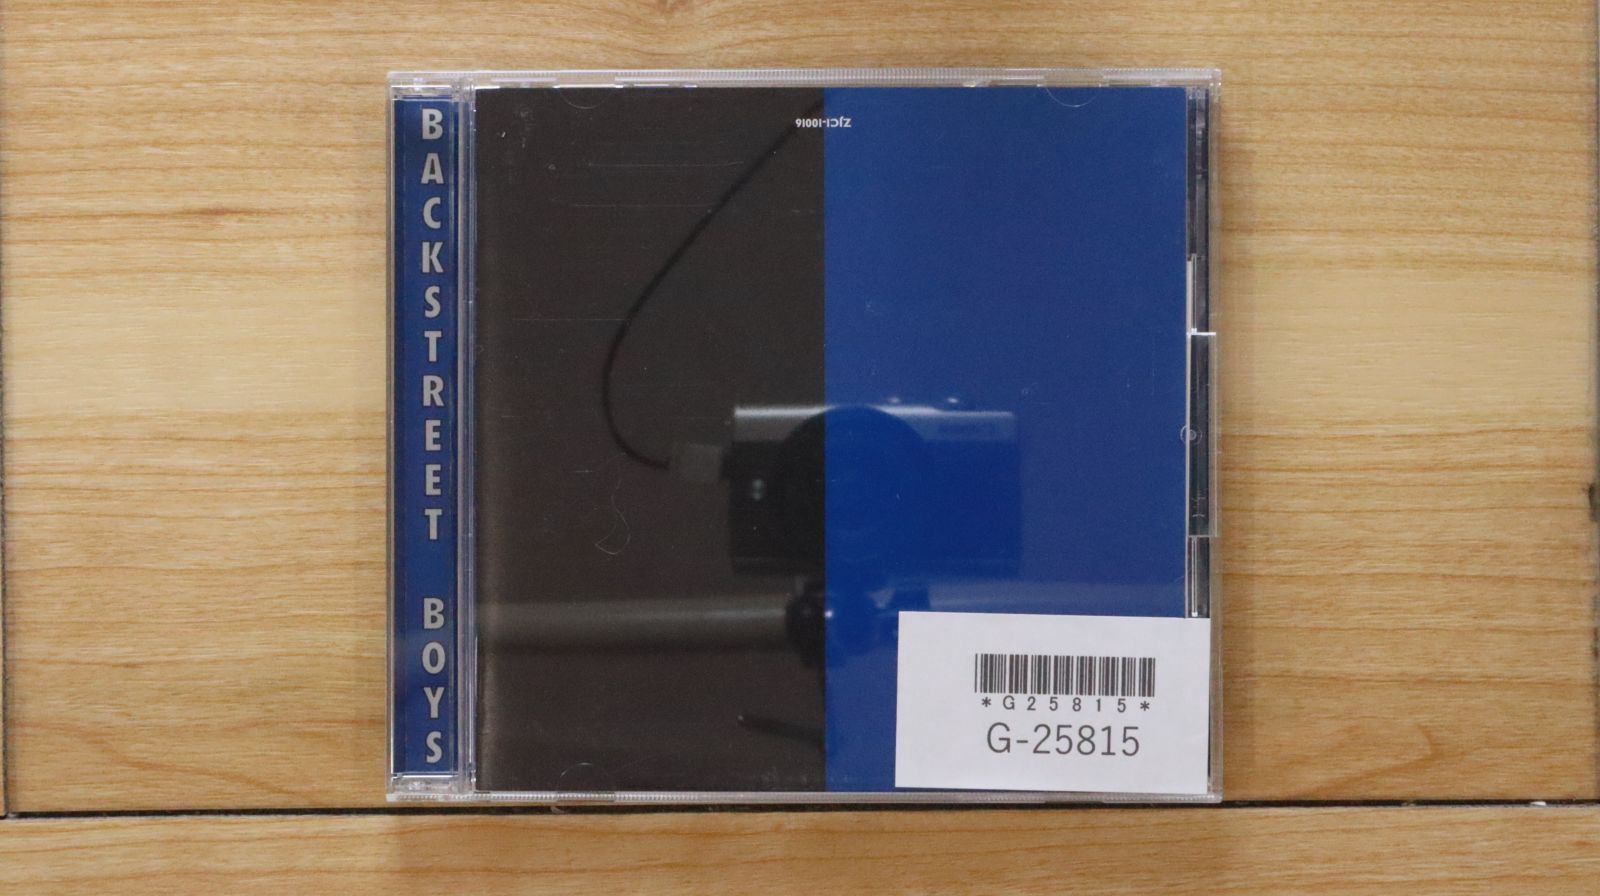 BACKSTREET BOYS
ZJCI-10016
*G25815*
G-25815